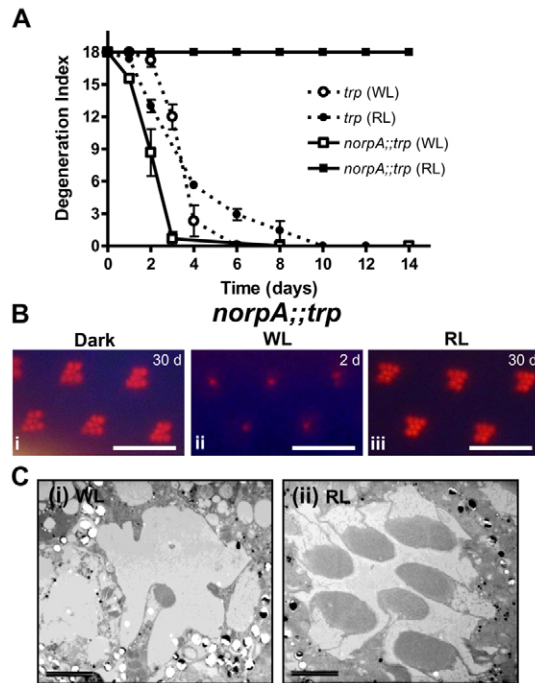 A
Degeneration Index
18
15
12
9
6
3
0
0 2 4 6 8 10 12 14
Time (days)
trp (WL)
trp (RL)
norpA;;trp (WL)
norpA;;trp (RL)
B
norpA;;trp
Dark WL RL
30 d 2 d 30 d
i ii iii
C
(i) WL (ii) RL